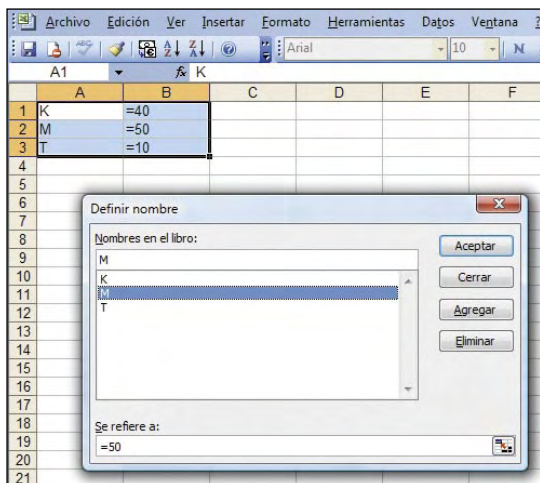 Archivo Edición Ver Insertar Formato Herramientas Datos Ventana ?
Arial 10 N
A1 fx K
A B C D E F
1 K =40
2 M =50
3 T =10
4
5
6
7
8
9
10
11
12
13
14
15
16
17
18
19
20
21
Definir nombre
Nombres en el libro:
M
K
M
T
Aceptar
Cerrar
Agregar
Eliminar
Se refiere a:
=50